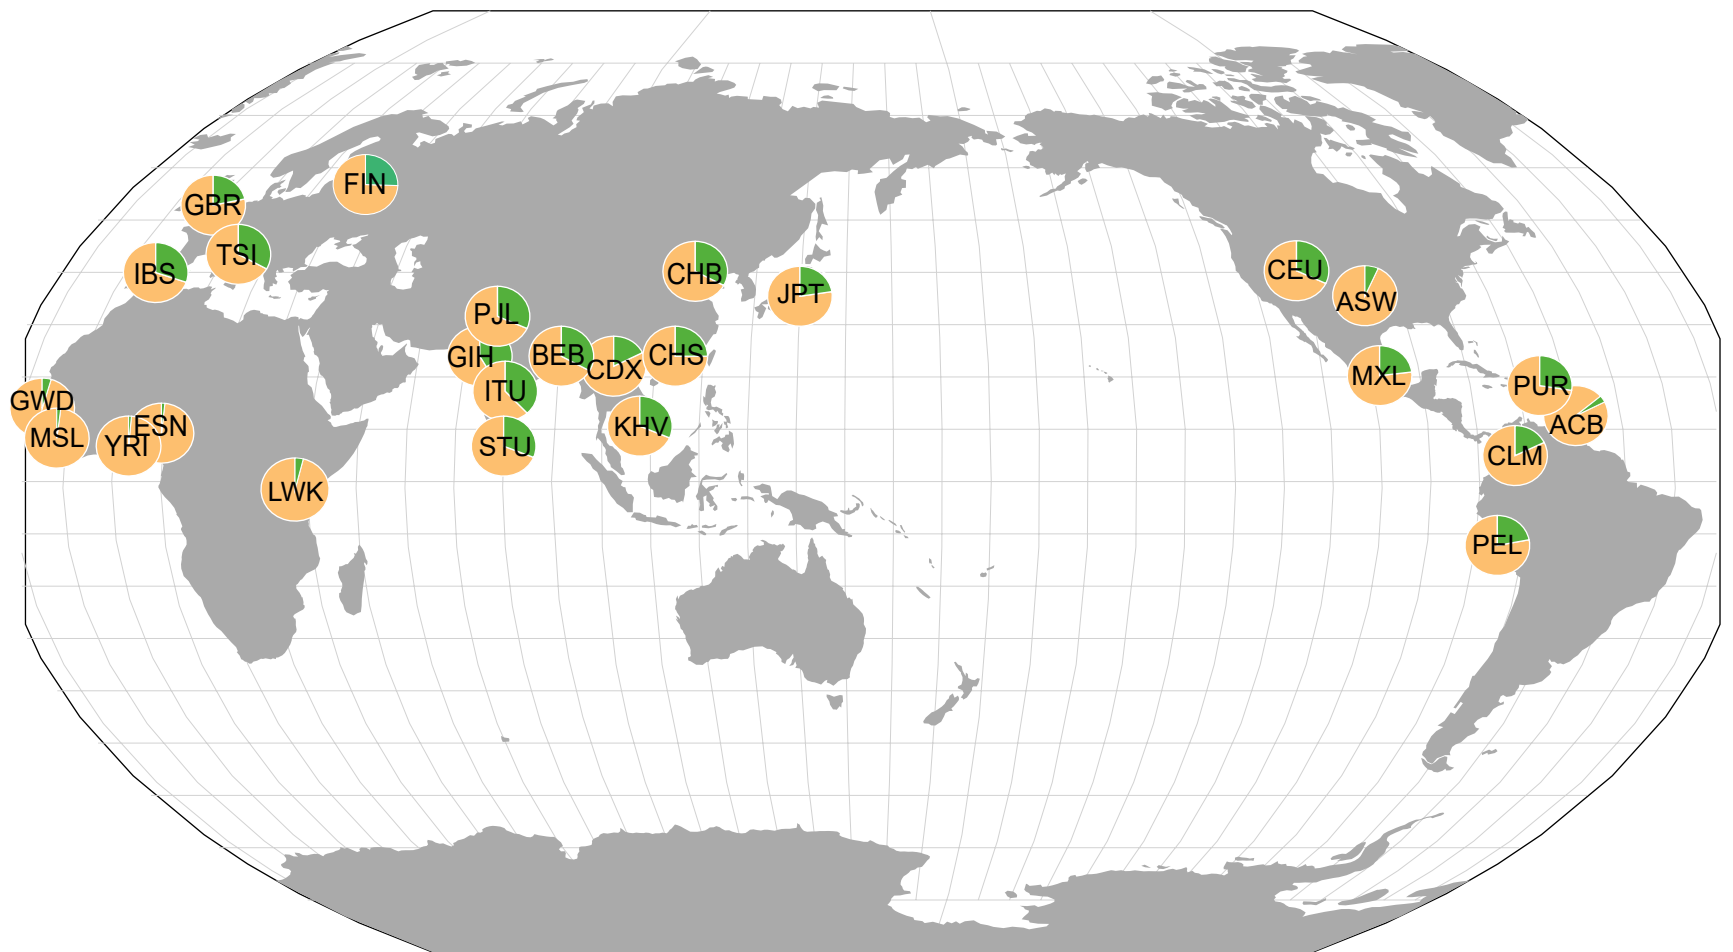 FIN
GBR
TSI
IBS
CHB
CEU
JPT
ASW
PJL
GIH
BEB
CDX
CHS
MXL
ITU
PUR
GWD
ACB
MSL
YRI
ESN
KHV
STU
CLM
LWK
PEL